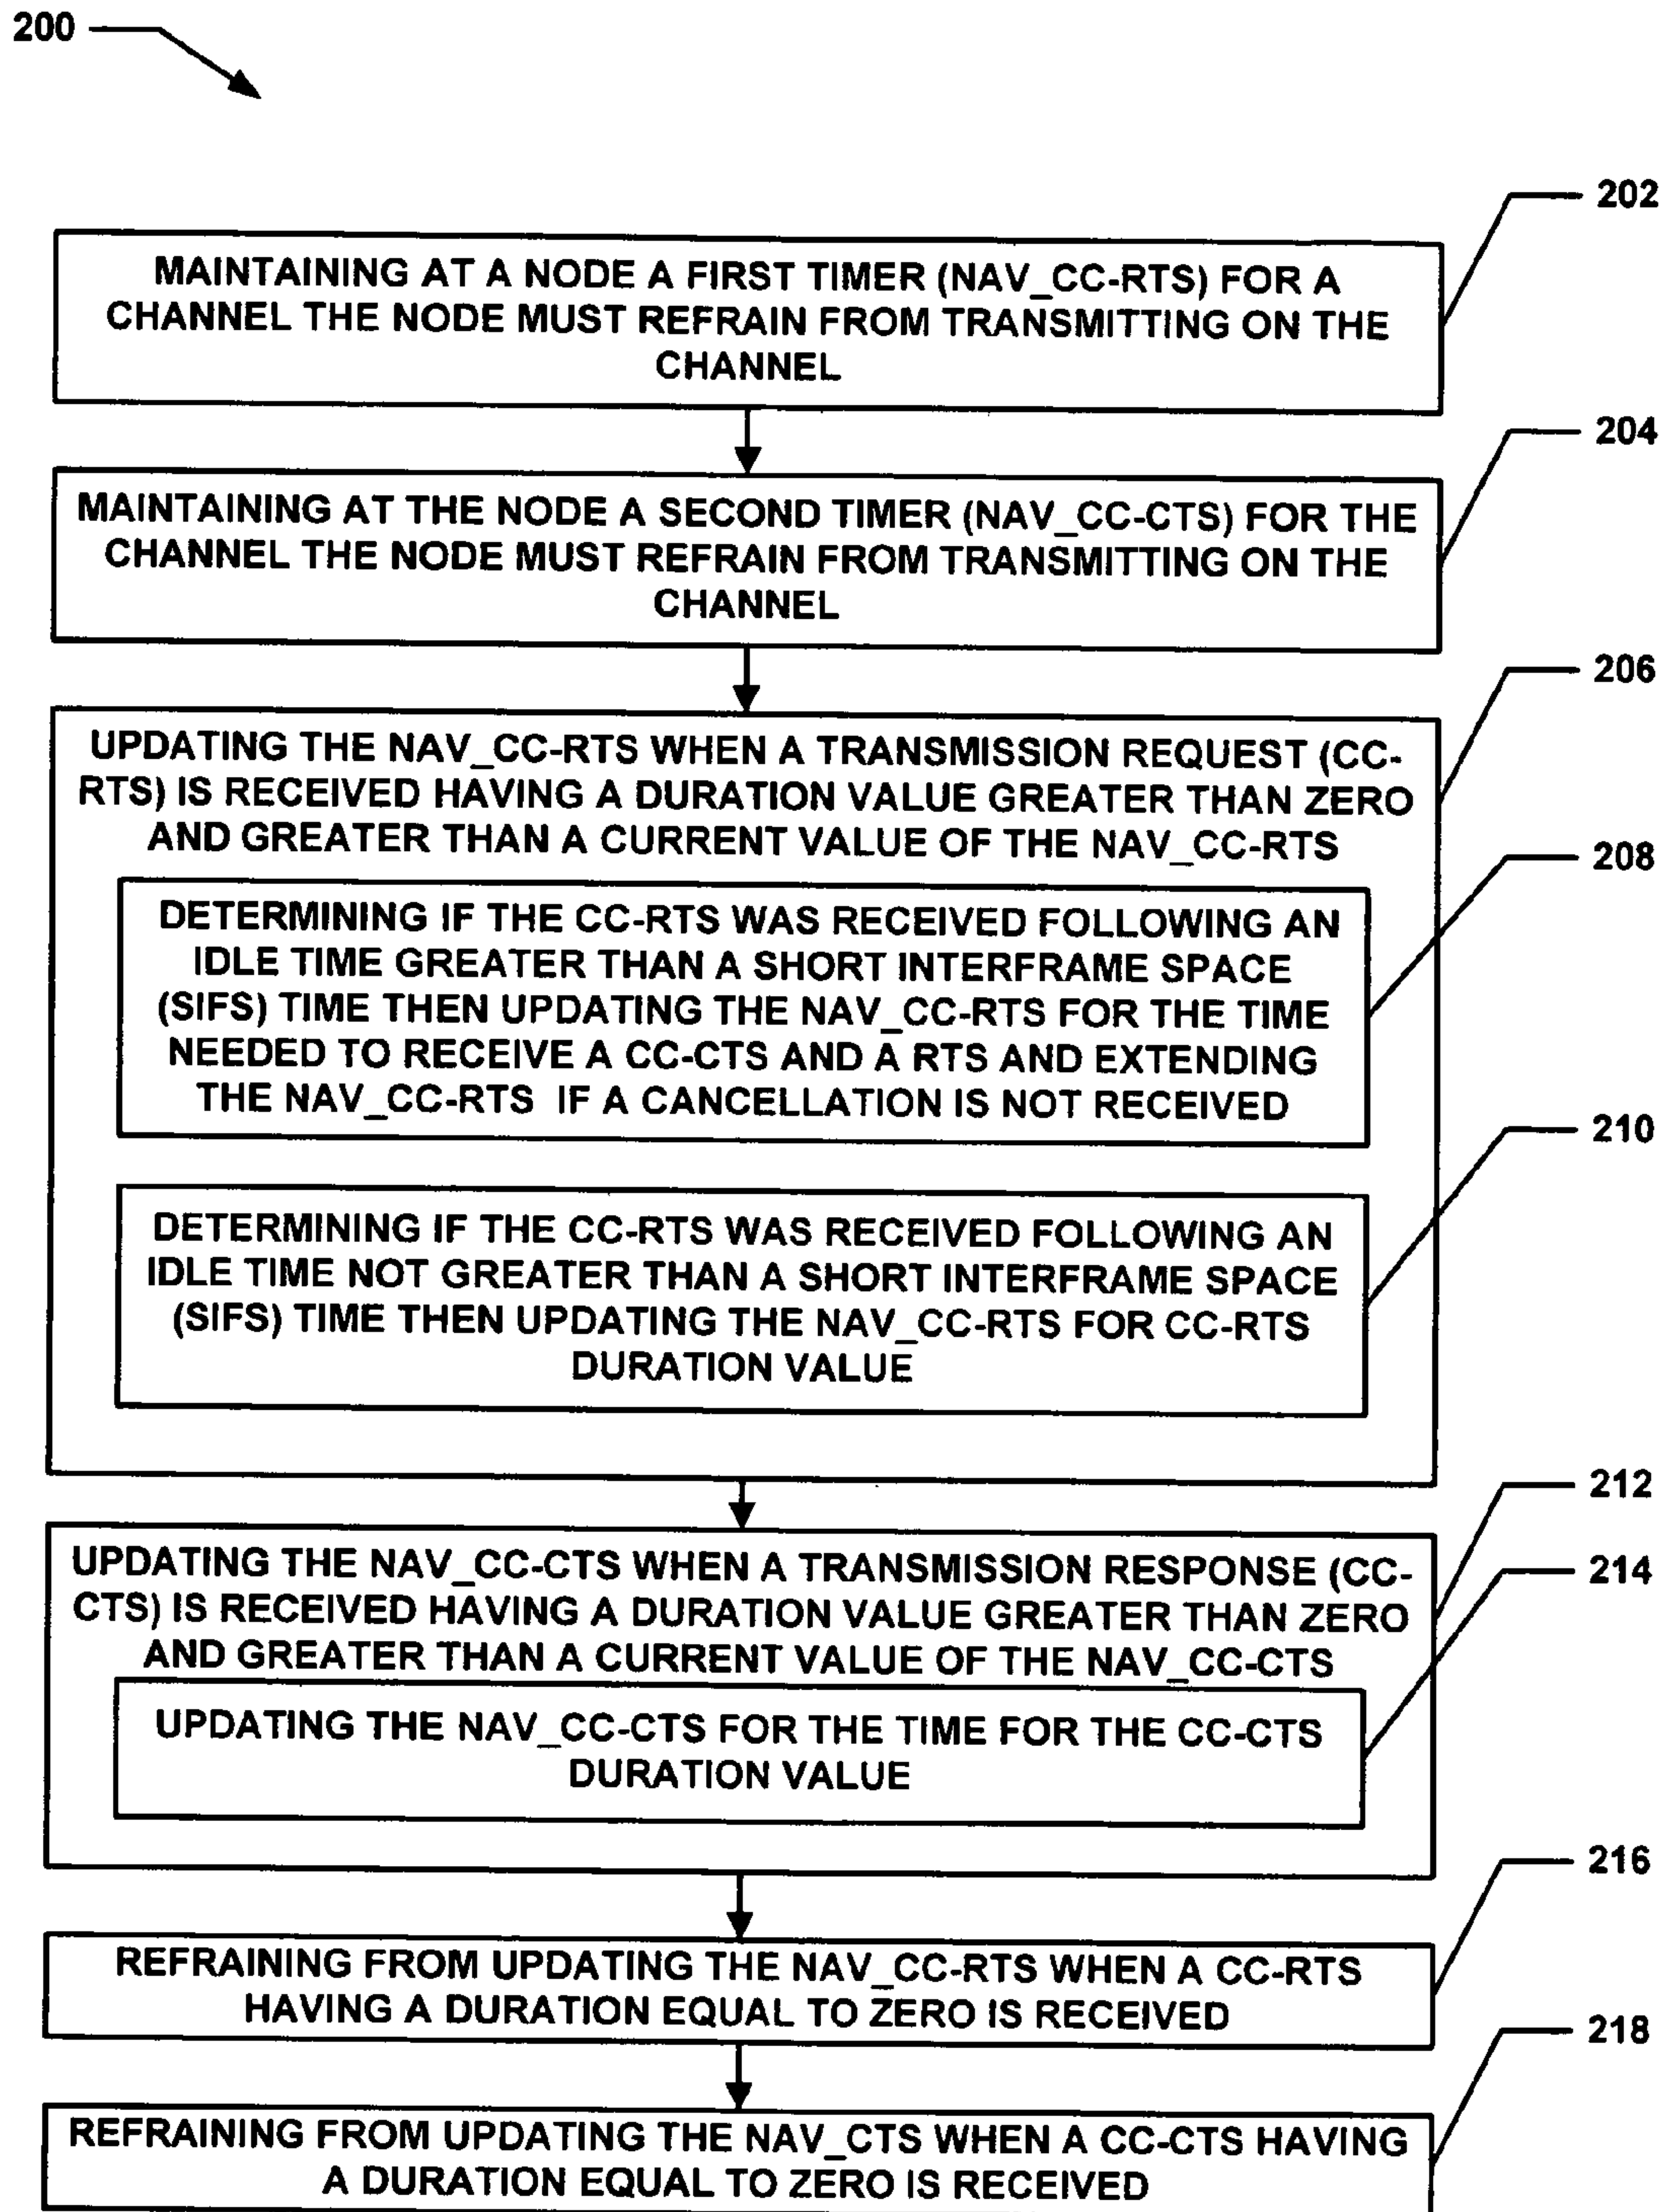 200
202
MAINTAINING AT A NODE A FIRST TIMER (NAV_CC-RTS) FOR A
CHANNEL THE NODE MUST REFRAIN FROM TRANSMITTING ON THE
CHANNEL
204
MAINTAINING AT THE NODE A SECOND TIMER (NAV_CC-CTS) FOR THE
CHANNEL THE NODE MUST REFRAIN FROM TRANSMITTING ON THE
CHANNEL
206
UPDATING THE NAV_CC-RTS WHEN A TRANSMISSION REQUEST (CC-
RTS) IS RECEIVED HAVING A DURATION VALUE GREATER THAN ZERO
AND GREATER THAN A CURRENT VALUE OF THE NAV_CC-RTS
208
DETERMINING IF THE CC-RTS WAS RECEIVED FOLLOWING AN
IDLE TIME GREATER THAN A SHORT INTERFRAME SPACE
(SIFS) TIME THEN UPDATING THE NAV_CC-RTS FOR THE TIME
NEEDED TO RECEIVE A CC-CTS AND A RTS AND EXTENDING
THE NAV_CC-RTS IF A CANCELLATION IS NOT RECEIVED
210
DETERMINING IF THE CC-RTS WAS RECEIVED FOLLOWING AN
IDLE TIME NOT GREATER THAN A SHORT INTERFRAME SPACE
(SIFS) TIME THEN UPDATING THE NAV_CC-RTS FOR CC-RTS
DURATION VALUE
212
UPDATING THE NAV_CC-CTS WHEN A TRANSMISSION RESPONSE (CC-
CTS) IS RECEIVED HAVING A DURATION VALUE GREATER THAN ZERO
AND GREATER THAN A CURRENT VALUE OF THE NAV_CC-CTS
214
UPDATING THE NAV_CC-CTS FOR THE TIME FOR THE CC-CTS
DURATION VALUE
216
REFRAINING FROM UPDATING THE NAV_CC-RTS WHEN A CC-RTS
HAVING A DURATION EQUAL TO ZERO IS RECEIVED
218
REFRAINING FROM UPDATING THE NAV_CTS WHEN A CC-CTS HAVING
A DURATION EQUAL TO ZERO IS RECEIVED